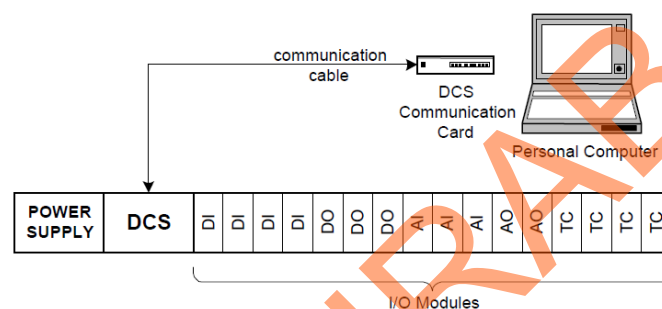 communication
cable
DCS
Communication
Card
Personal Computer
POWER
SUPPLY
DCS
DI
DI
DI
DI
DO
DO
DO
AI
AI
AI
AO
AO
TC
TC
TC
TC
I/O Modules